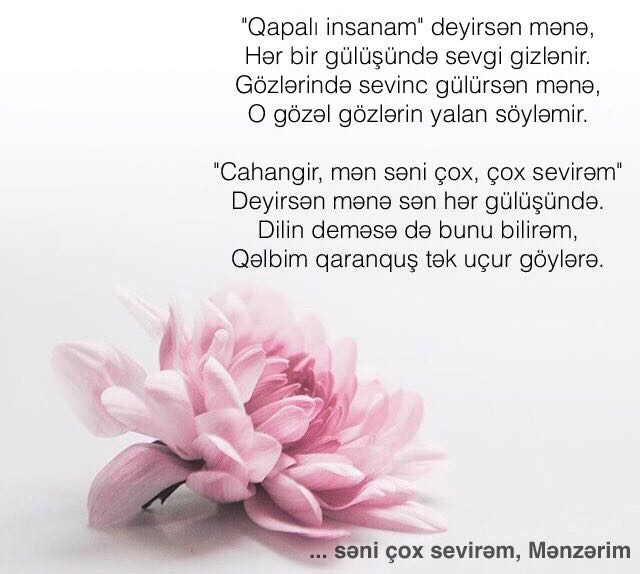 "Qapalı insanam" deyirsən mənə,
Hər bir gülüşündə sevgi gizlənir.
Gözlərində sevinc gülürsən mənə,
O gözəl gözlərin yalan söyləmir.
"Cahangir, mən səni çox, çox sevirəm"
Deyirsən mənə sən hər gülüşündə.
Dilin deməsə də bunu bilirəm,
Qəlbim qaranquş tək uçur göylərə.
... səni çox sevirəm, Mənzərim